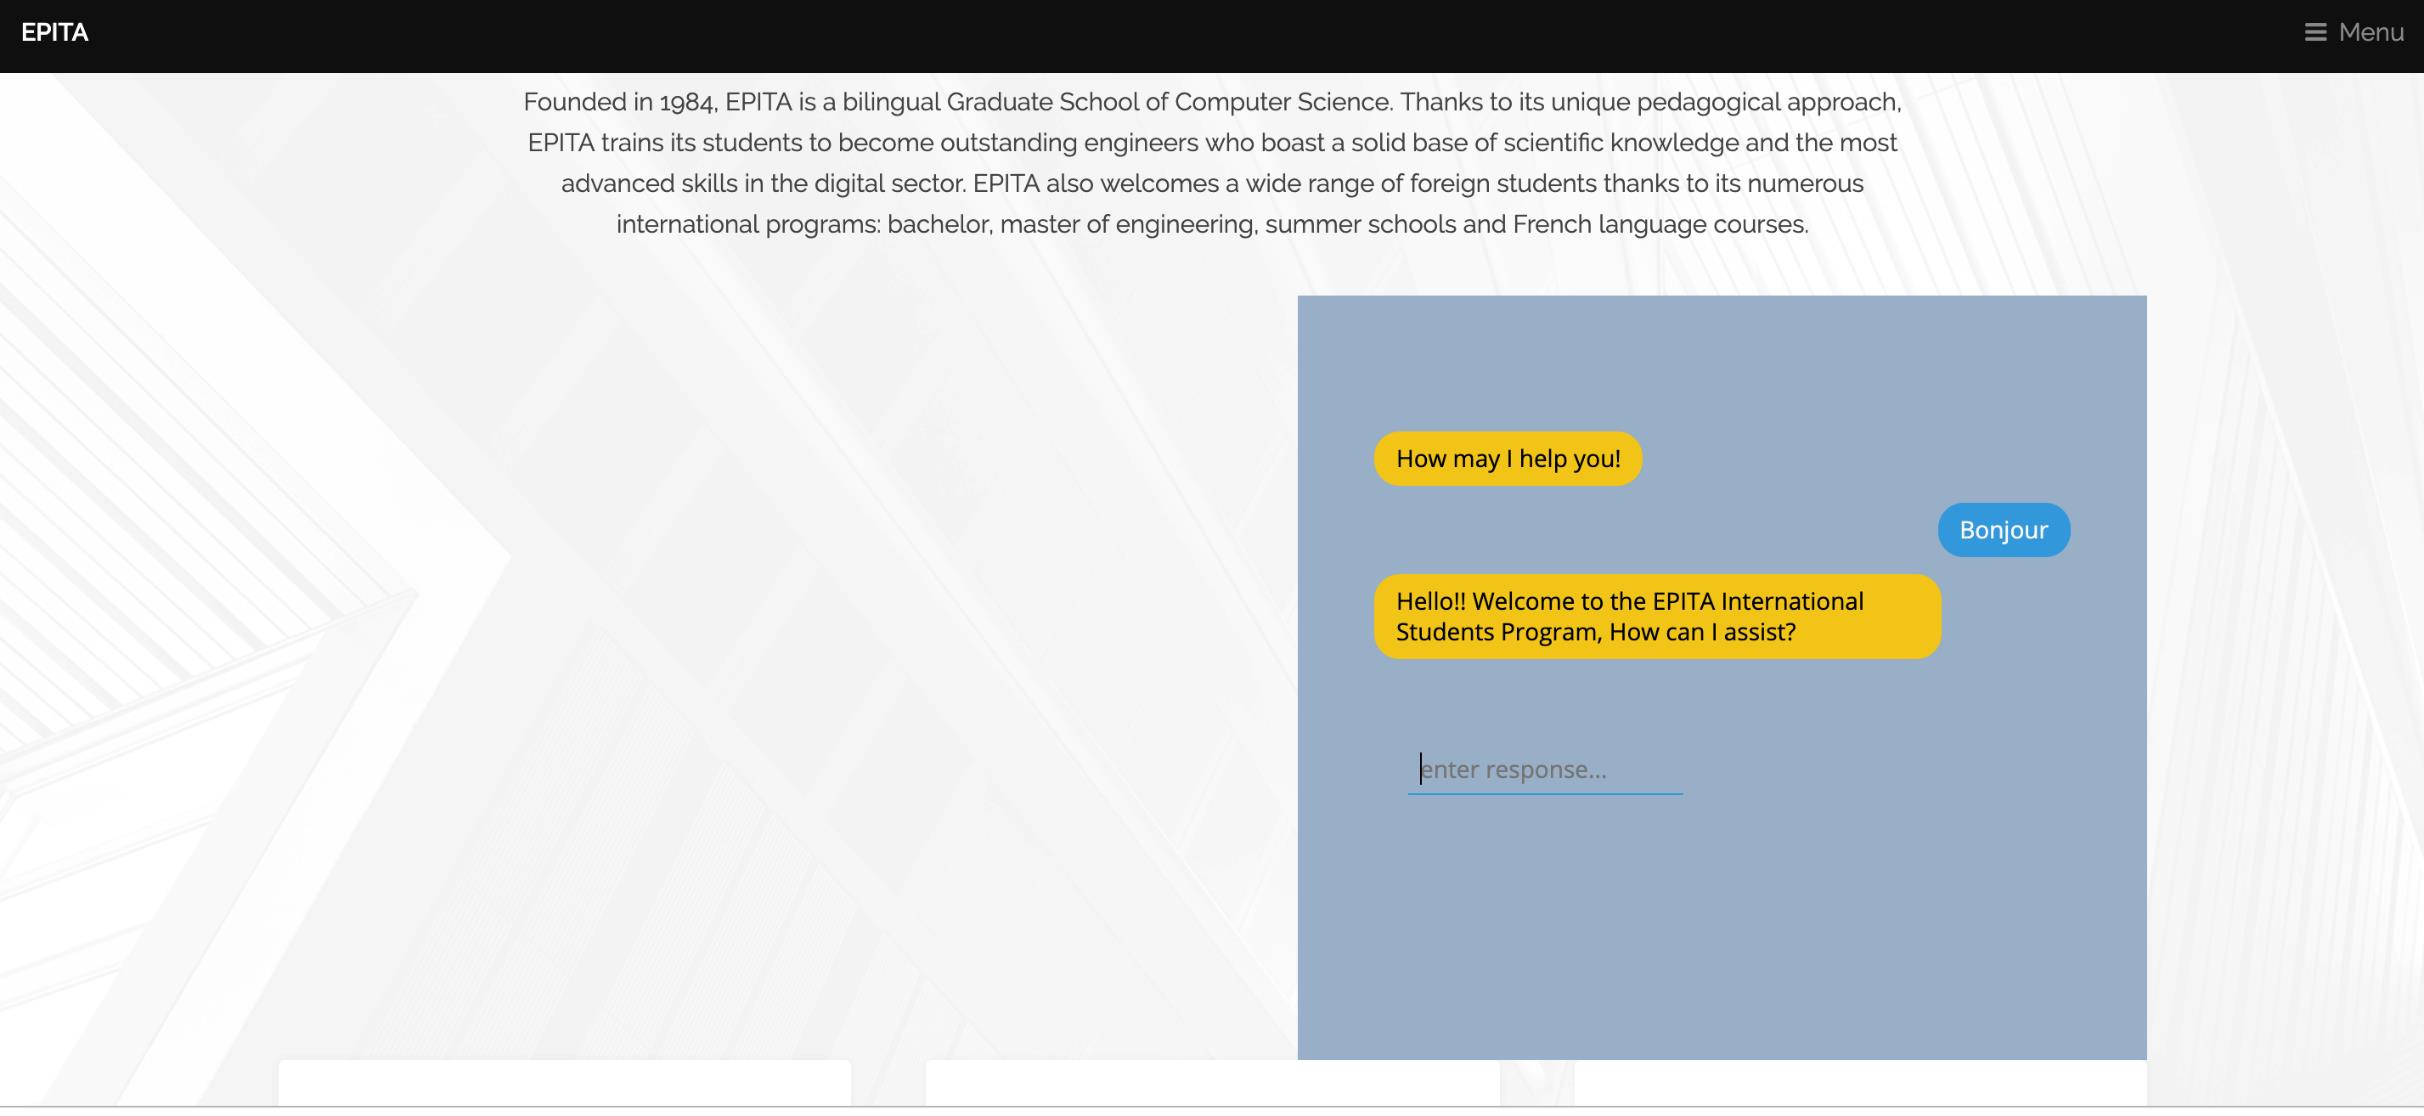 EPITA
Menu
Founded in 1984, EPITA is a bilingual Graduate School of Computer Science. Thanks to its unique pedagogical approach,
EPITA trains its students to become outstanding engineers who boast a solid base of scientific knowledge and the most
advanced skills in the digital sector. EPITA also welcomes a wide range of foreign students thanks to its numerous
international programs: bachelor, master of engineering, summer schools and French language courses.
How may I help you!
Bonjour
Hello!! Welcome to the EPITA International
Students Program, How can I assist?
enter response...